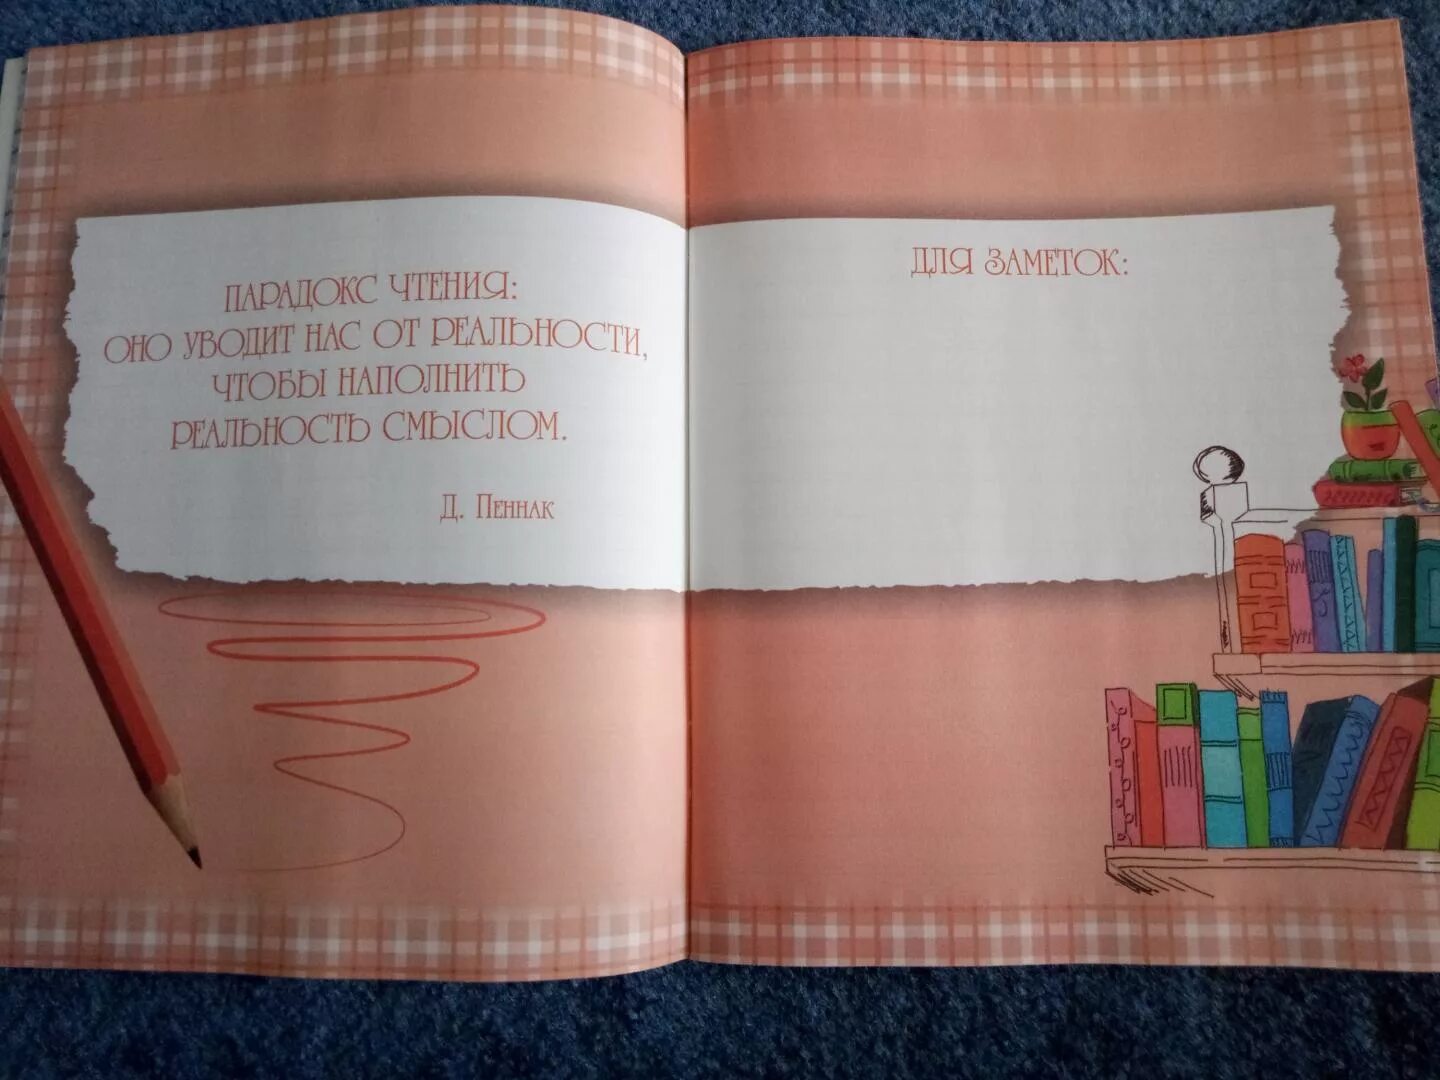 ПАРАДОКС ЧТЕНИЯ:
ОНО УВОДИТ НАС ОТ РЕАЛЬНОСТИ,
ЧТОБЫ НАПОЛНИТЬ
РЕАЛЬНОСТЬ СМЫСЛОМ.
Д. ПЕННАК
ДЛЯ ЗАМЕТОК: